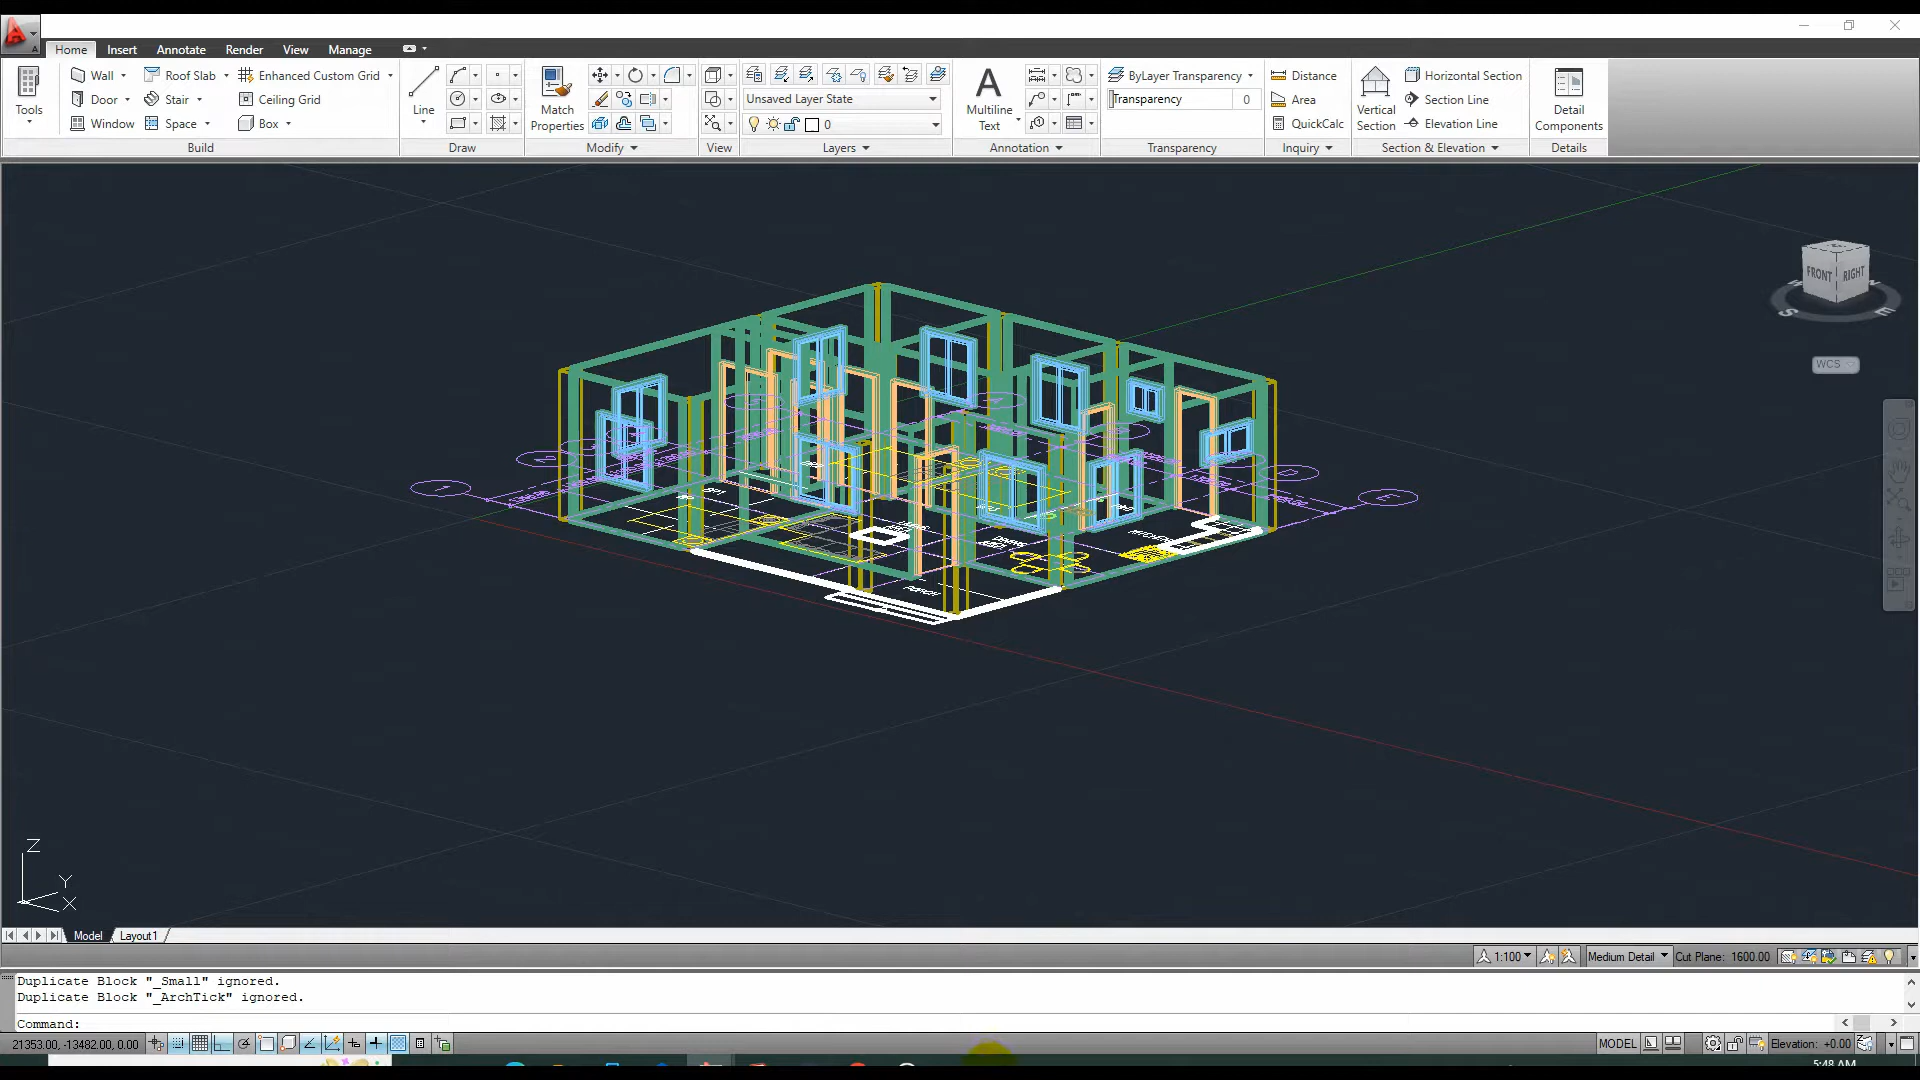 Home Insert Annotate Render View Manage
Tools
Wall Roof Slab Enhanced Custom Grid
Door Stair Ceiling Grid
Window Space Box
Build
Line
Draw
Match
Properties
Modify
View
Unsaved Layer State
0
Layers
A
Multiline
Text
Annotation
ByLayer Transparency
Transparency 0
Transparency
Distance
Area
QuickCalc
Inquiry
Vertical
Section
Horizontal Section
Section Line
Elevation Line
Section & Elevation
Detail
Components
Details
FRONT RIGHT
S E
WCS
PORCH
Z
Y
X
Model Layout1
1:100 Medium Detail Cut Plane: 1600.00
Duplicate Block "_Small" ignored.
Duplicate Block "_ArchTick" ignored.
Command:
21353.00, -13482.00, 0.00
MODEL Elevation: +0.00
5:48 AM